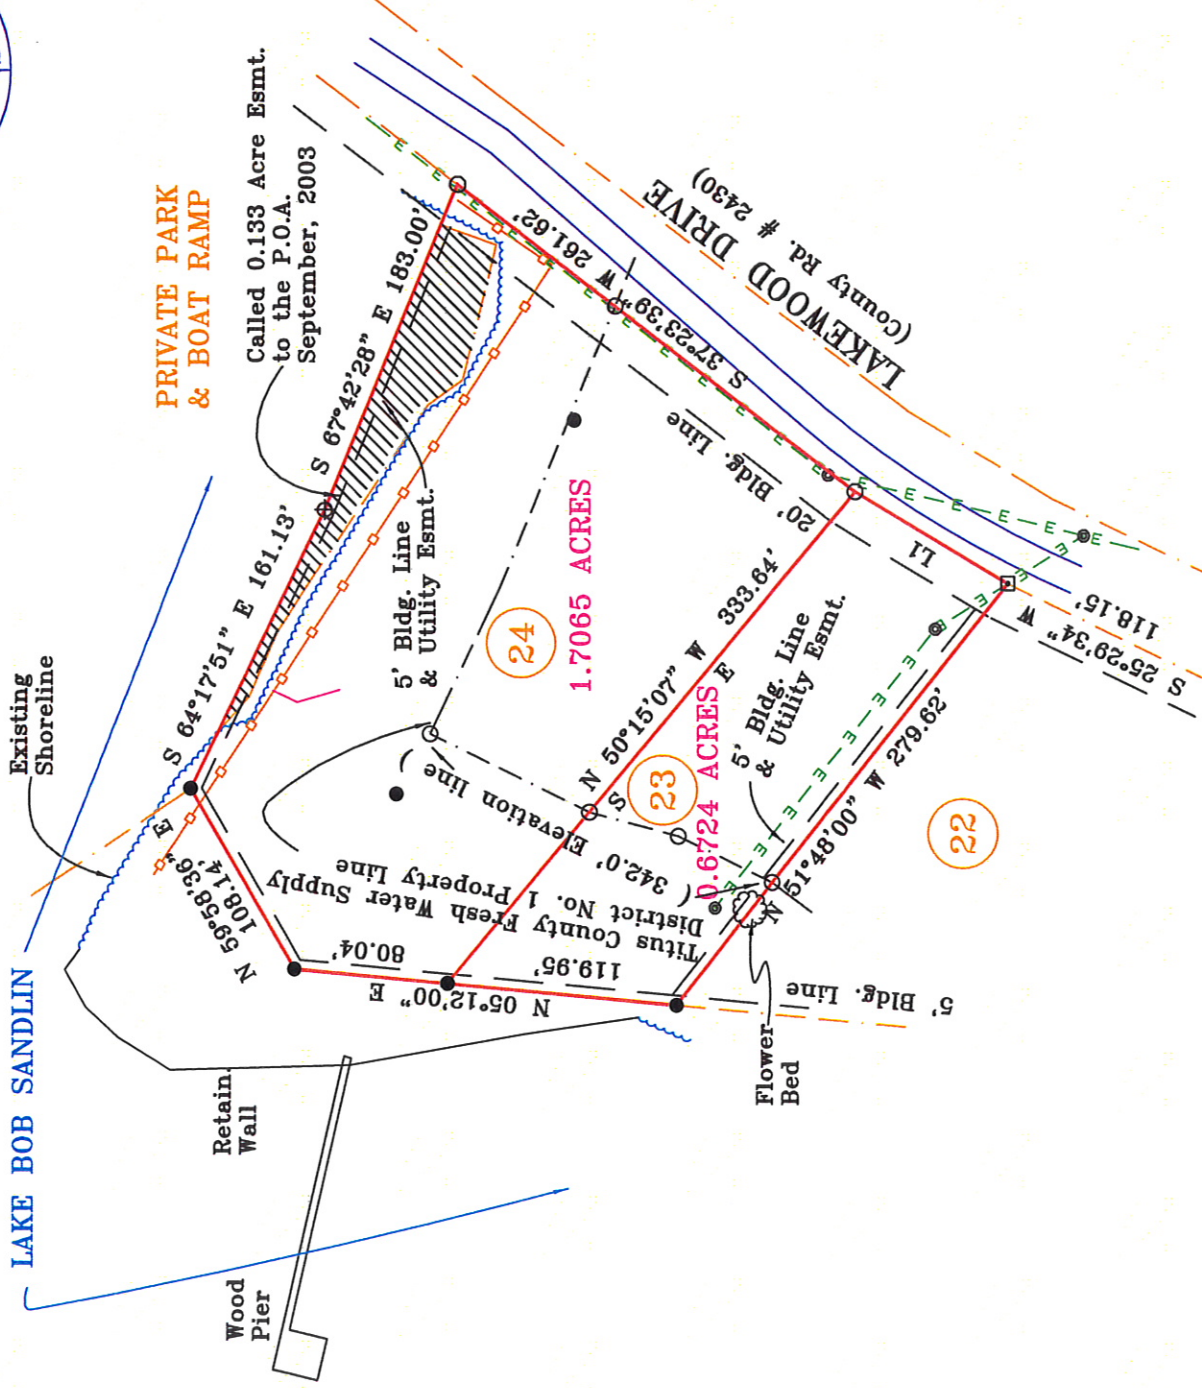 LAKE BOB SANDLIN
Existing
Shoreline
PRIVATE PARK
& BOAT RAMP
Called 0.133 Acre Esmt.
to the P.O.A.
September, 2003
S 64°17'51" E 161.13'
S 67°42'28" E 183.00'
N 59°58'36" E
108.14'
5' Bldg. Line
& Utility Esmt.
24
1.7065 ACRES
20' Bldg. Line
S 37°23'39" W 261.62'
LAKEWOOD DRIVE
(County Rd. # 2430)
N 50°15'07" W 333.64'
S E
( 342.0' Elevation line )
Titus County Fresh Water Supply
District No. 1 Property Line
80.04'
119.95'
N 05°12'00" E
23
0.6724 ACRES
5' Bldg. Line
& Utility Esmt.
L1
N 51°48'00" W 279.62'
S 25°29'34" W
118.15'
22
5' Bldg. Line
Flower
Bed
Retain.
Wall
Wood
Pier
E E E E E E E E E E E E E E E E E E E E E E